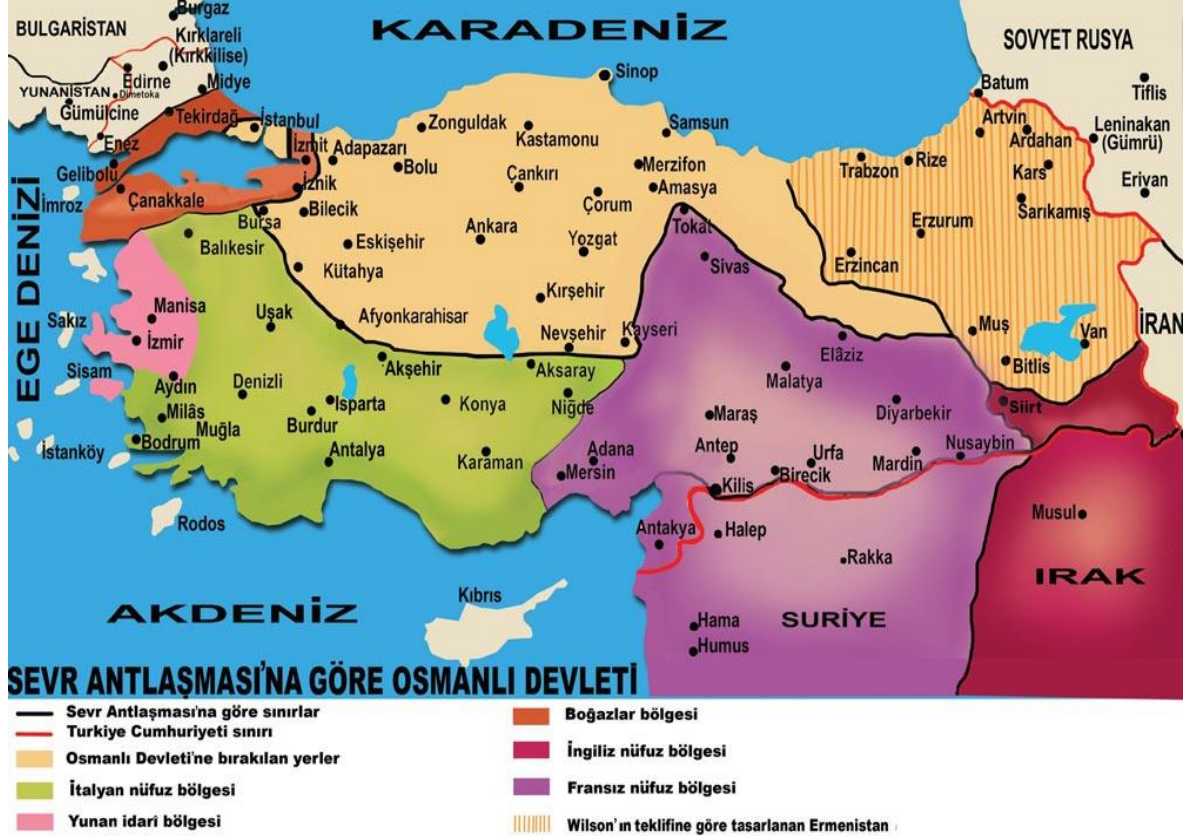 KARADENİZ
Burgaz
BULGARİSTAN
Kırklareli
(Kırkkilise)
Edirne
YUNANİSTAN
Dimetoka
Midye
Gümülcine
Tekirdağ
İstanbul
Enez
Gelibolu
İmroz
Çanakkale
İzmit
Adapazarı
İznik
Bilecik
Bursa
Balıkesir
Eskişehir
Kütahya
Zonguldak
Bolu
Kastamonu
Çankırı
Ankara
Sinop
Samsun
Merzifon
Amasya
Çorum
Yozgat
Kırşehir
Nevşehir
Kayseri
Tokat
Sivas
SOVYET RUSYA
Batum
Tiflis
Artvin
Ardahan
Leninakan
(Gümrü)
Kars
Erivan
Sarıkamış
Trabzon
Rize
Erzurum
Erzincan
Muş
Van
Bitlis
İRAN
EGE DENİZİ
Manisa
Sakız
İzmir
Sisam
Aydın
Milâs
Muğla
Bodrum
İstanköy
Rodos
Uşak
Denizli
Afyonkarahisar
Akşehir
Isparta
Burdur
Antalya
Konya
Karaman
Aksaray
Niğde
Adana
Mersin
Elâziz
Malatya
Maraş
Antep
Diyarbekir
Urfa
Birecik
Mardin
Nusaybin
Siirt
Kilis
Antakya
Halep
Rakka
Musul
IRAK
SURİYE
Hama
Humus
Kıbrıs
AKDENİZ
SEVR ANTLAŞMASI'NA GÖRE OSMANLI DEVLETİ
Sevr Antlaşması'na göre sınırlar
Turkiye Cumhuriyeti sınırı
Osmanlı Devleti'ne bırakılan yerler
İtalyan nüfuz bölgesi
Yunan idarî bölgesi
Boğazlar bölgesi
İngiliz nüfuz bölgesi
Fransız nüfuz bölgesi
Wilson'ın teklifine göre tasarlanan Ermenistan